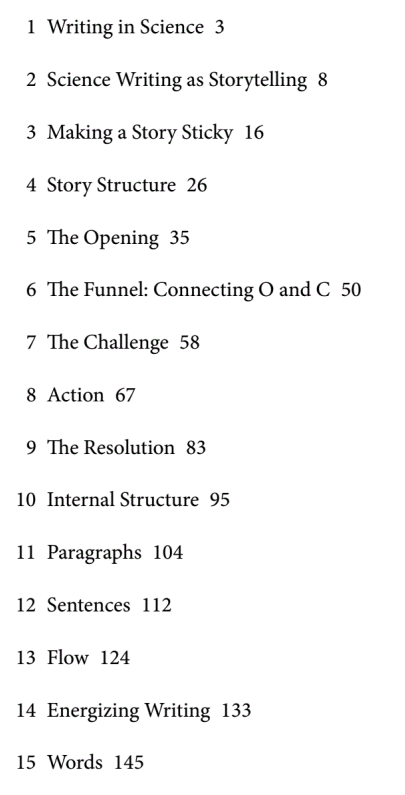 1 Writing in Science 3
2 Science Writing as Storytelling 8
3 Making a Story Sticky 16
4 Story Structure 26
5 The Opening 35
6 The Funnel: Connecting O and C 50
7 The Challenge 58
8 Action 67
9 The Resolution 83
10 Internal Structure 95
11 Paragraphs 104
12 Sentences 112
13 Flow 124
14 Energizing Writing 133
15 Words 145